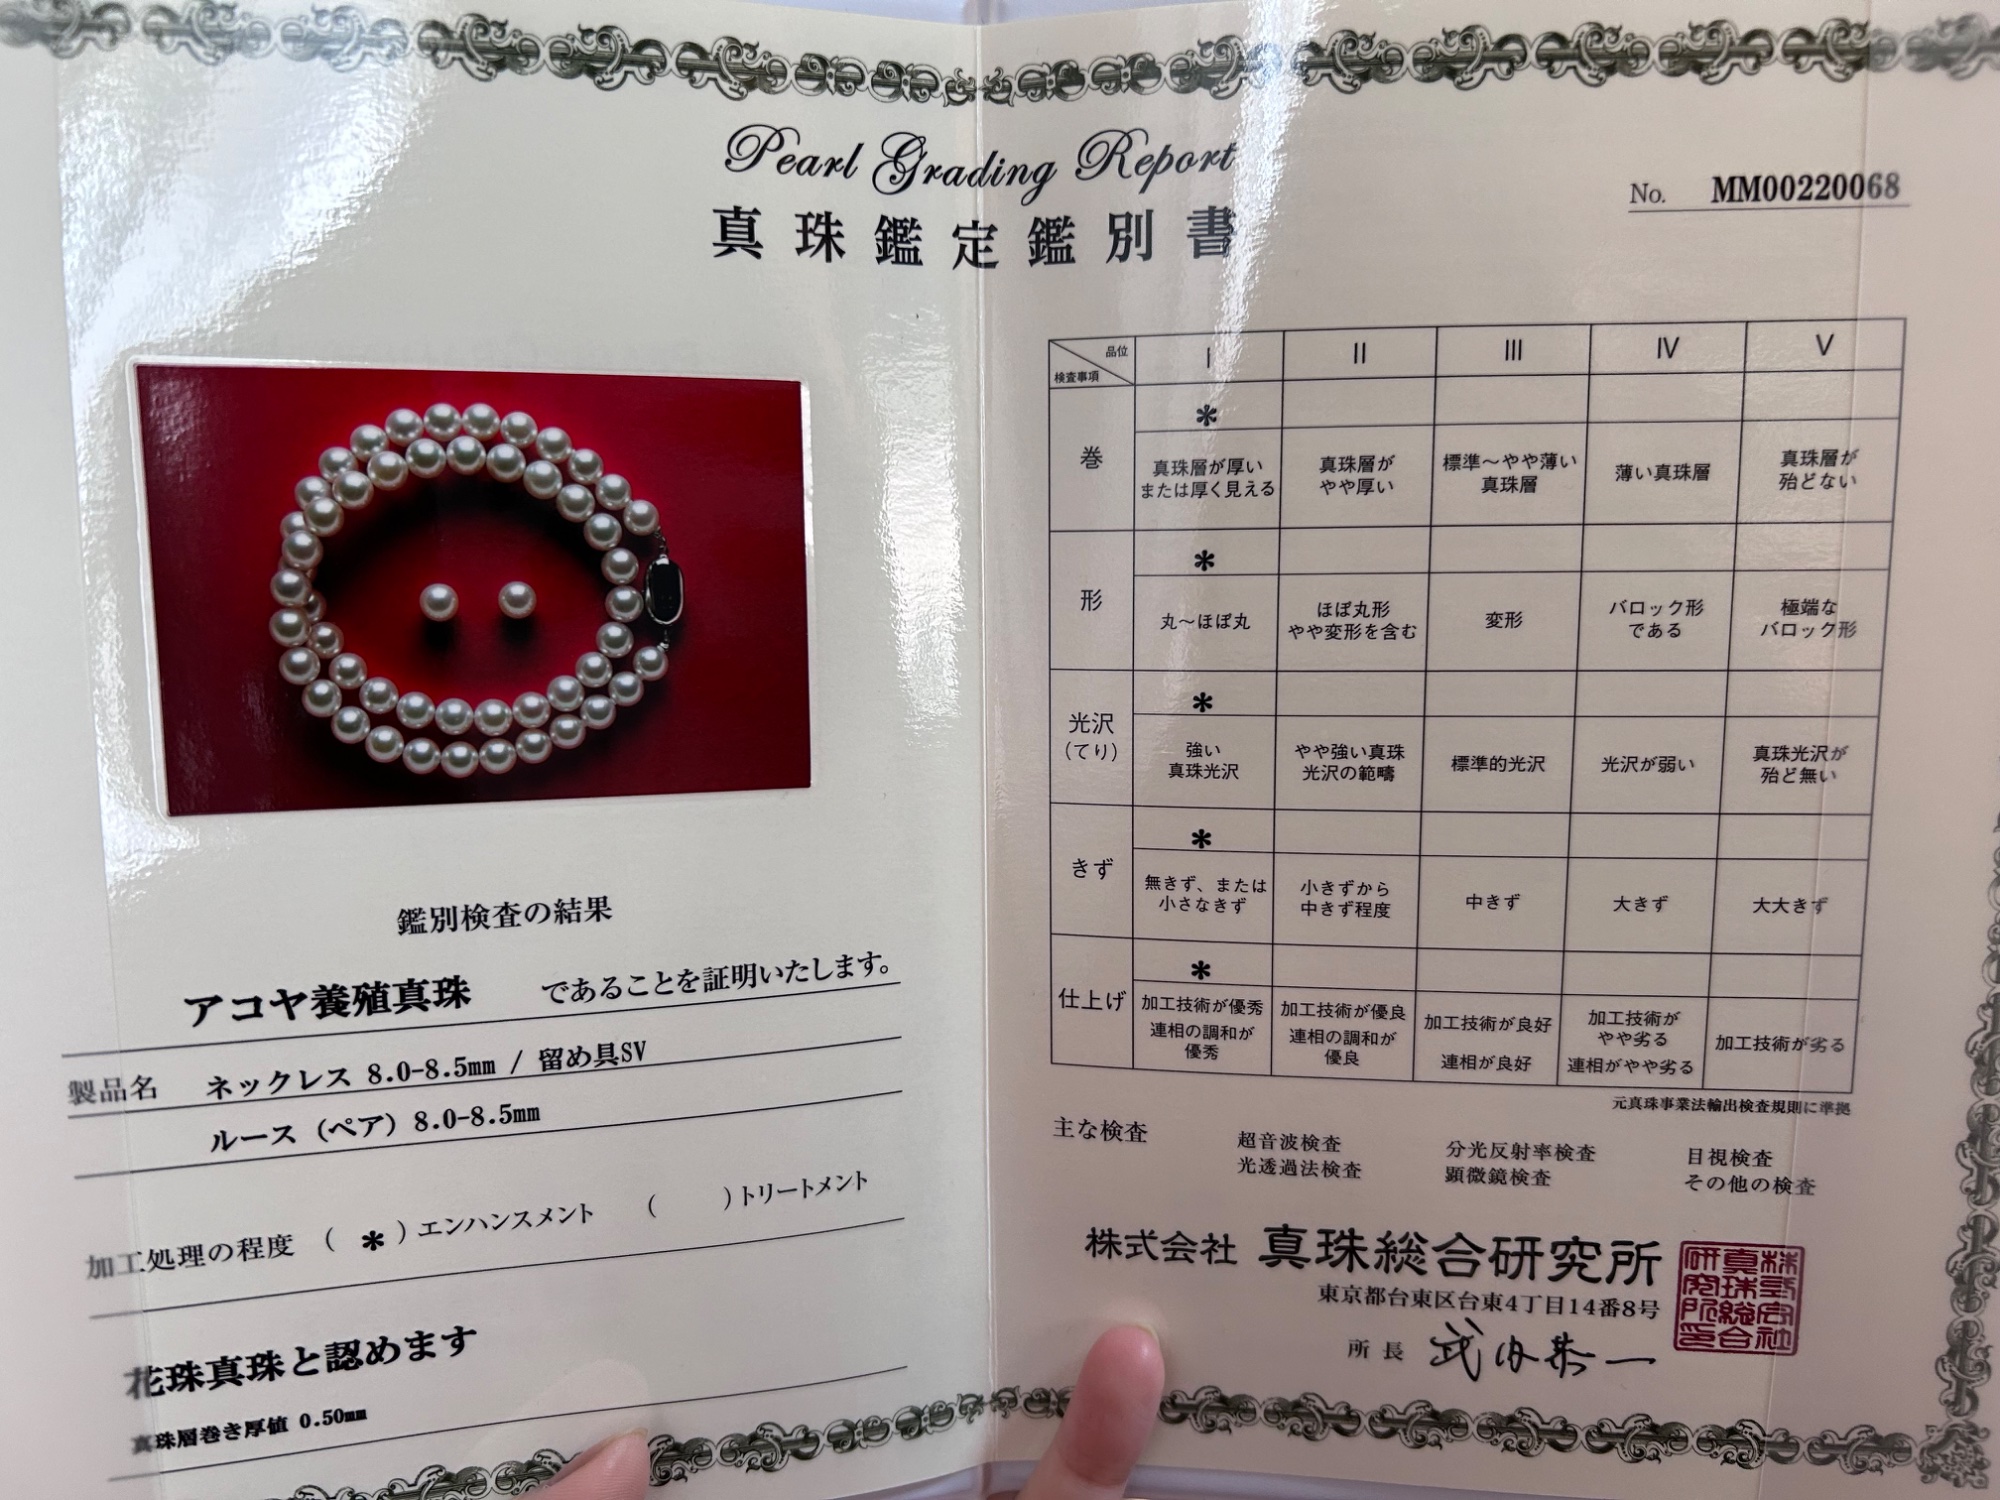 Pearl Grading Report
真珠鑑定鑑別書
No. MM00220068
鑑別検査の結果
アコヤ養殖真珠 であることを証明いたします。
製品名 ネックレス 8.0-8.5mm / 留め具SV
ルース（ペア）8.0-8.5mm
加工処理の程度 ( * ) エンハンスメント ( ) トリートメント
花珠真珠と認めます
真珠層巻き厚値 0.50mm
品位 I II III IV V
検査事項
巻
*
真珠層が厚い
または厚く見える
真珠層が
やや厚い
標準〜やや薄い
真珠層
薄い真珠層
真珠層が
殆どない
形
*
丸〜ほぼ丸
ほぼ丸形
やや変形を含む
変形
バロック形
である
極端な
バロック形
光沢
(てり)
*
強い
真珠光沢
やや強い真珠
光沢の範疇
標準的光沢
光沢が弱い
真珠光沢が
殆ど無い
きず
*
無きず、または
小さなきず
小きずから
中きず程度
中きず
大きず
大大きず
仕上げ
*
加工技術が優秀
連相の調和が
優秀
加工技術が優良
連相の調和が
優良
加工技術が良好
連相が良好
加工技術が
やや劣る
連相がやや劣る
加工技術が劣る
元真珠事業法輸出検査規則に準拠
主な検査 超音波検査 分光反射率検査 目視検査
光透過法検査 顕微鏡検査 その他の検査
株式会社 真珠総合研究所
東京都台東区台東4丁目14番8号
所長 武内恭一
株式会社
真珠総合
研究所印